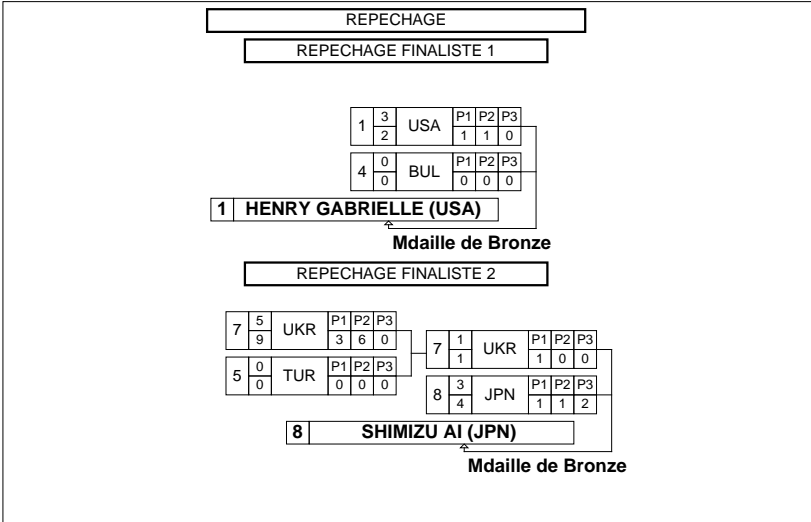 REPECHAGE
REPECHAGE FINALISTE 1
1 3 2 USA P1 P2 P3 1 1 0
4 0 0 BUL P1 P2 P3 0 0 0
1 HENRY GABRIELLE (USA)
Mdaille de Bronze
REPECHAGE FINALISTE 2
7 5 9 UKR P1 P2 P3 3 6 0
5 0 0 TUR P1 P2 P3 0 0 0
7 1 1 UKR P1 P2 P3 1 0 0
8 3 4 JPN P1 P2 P3 1 1 2
8 SHIMIZU AI (JPN)
Mdaille de Bronze